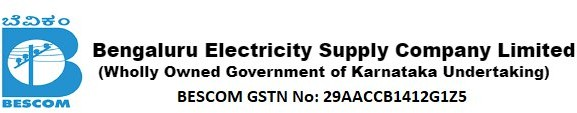 ಬೆವಿಕಂ
BESCOM
Bengaluru Electricity Supply Company Limited
(Wholly Owned Government of Karnataka Undertaking)
BESCOM GSTN No: 29AACCB1412G1Z5